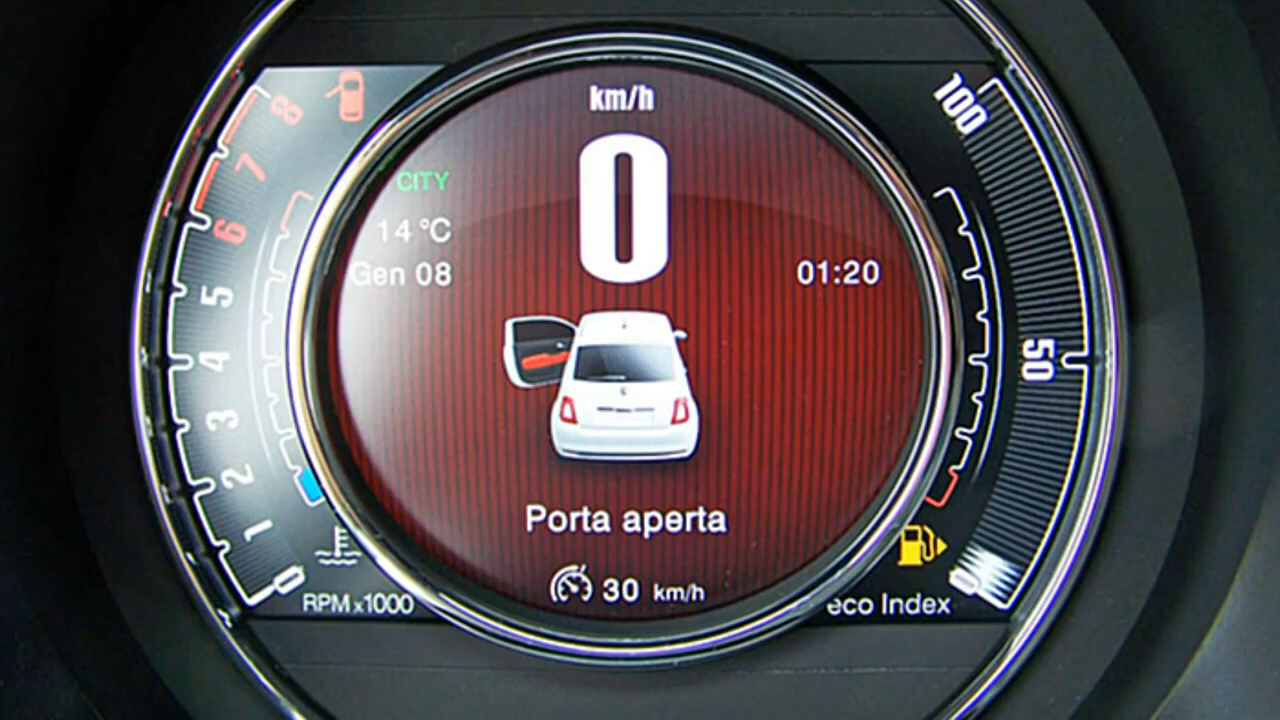 km/h
0
CITY
14 °C
Gen 08
01:20
Porta aperta
30 km/h
8
7
6
5
4
3
2
1
0
RPM x1000
100
50
0
eco Index